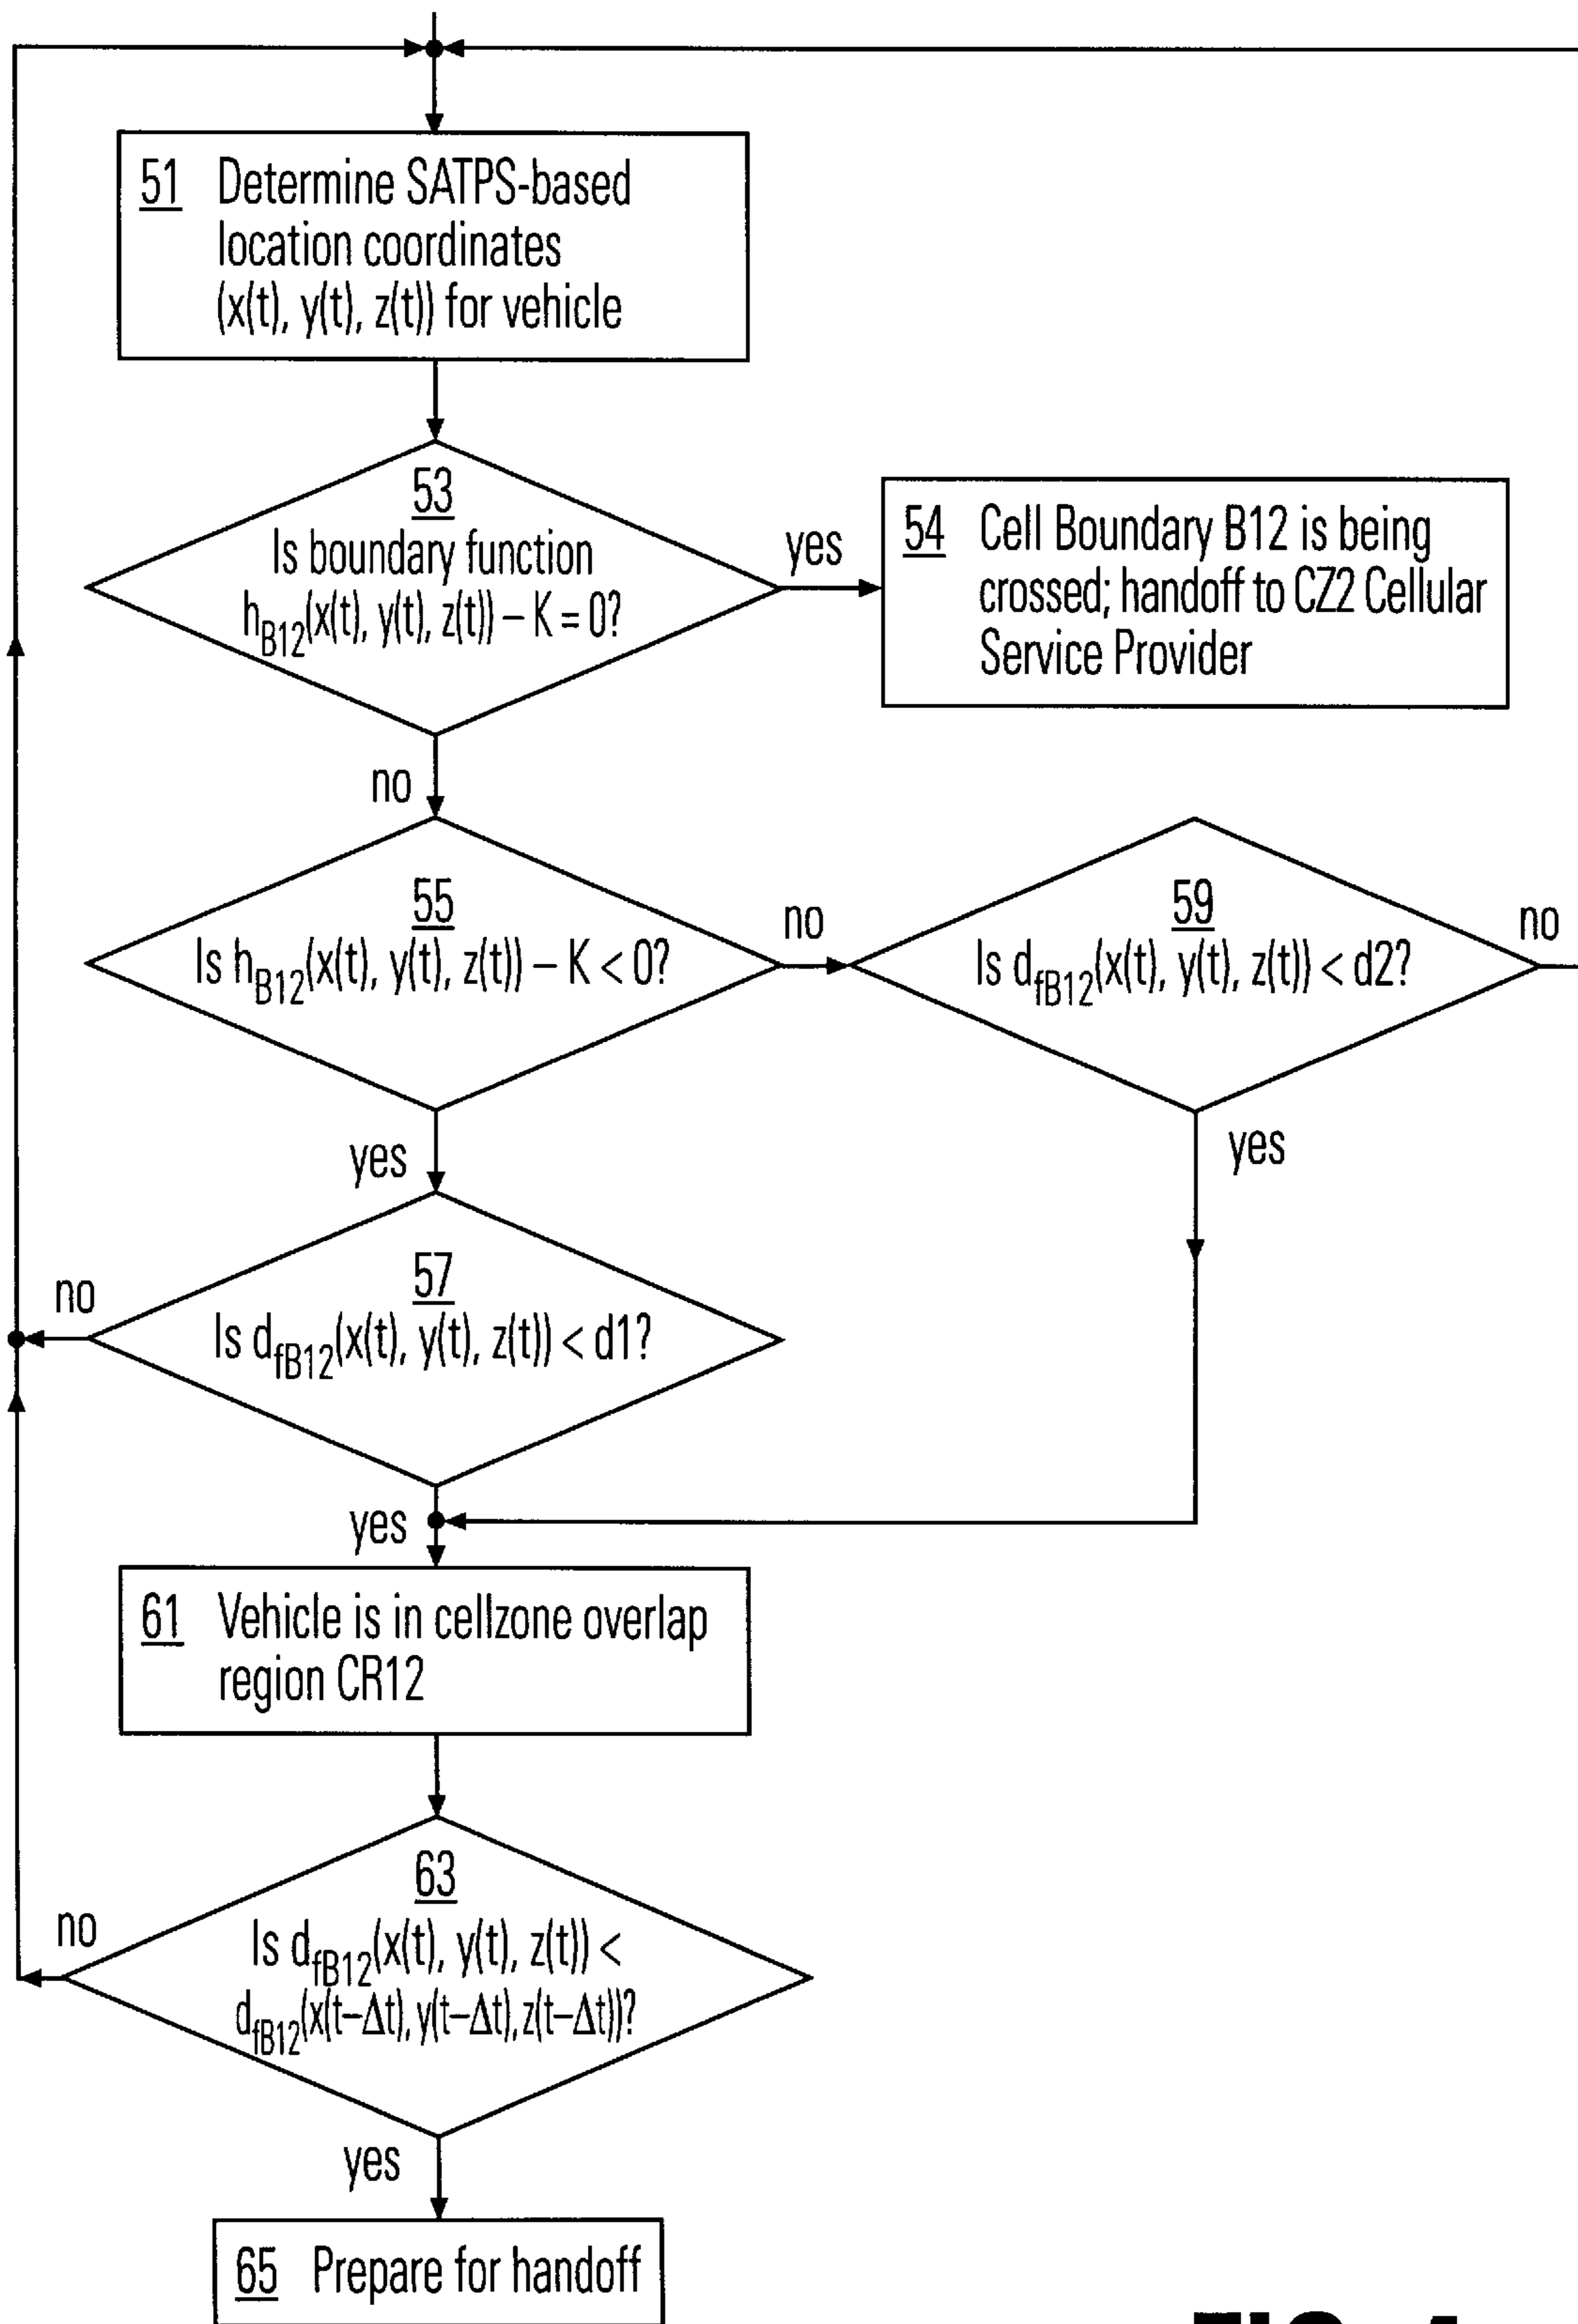 51 Determine SATPS-based
location coordinates
(x(t), y(t), z(t)) for vehicle
53
Is boundary function
hB12(x(t), y(t), z(t)) – K = 0?
yes
54 Cell Boundary B12 is being
crossed; handoff to CZ2 Cellular
Service Provider
no
55
Is hB12(x(t), y(t), z(t)) – K < 0?
no
59
Is dfB12(x(t), y(t), z(t)) < d2?
no
yes
yes
57
Is dfB12(x(t), y(t), z(t)) < d1?
no
yes
61 Vehicle is in cellzone overlap
region CR12
63
Is dfB12(x(t), y(t), z(t)) <
dfB12(x(t–Δt), y(t–Δt), z(t–Δt))?
no
yes
65 Prepare for handoff